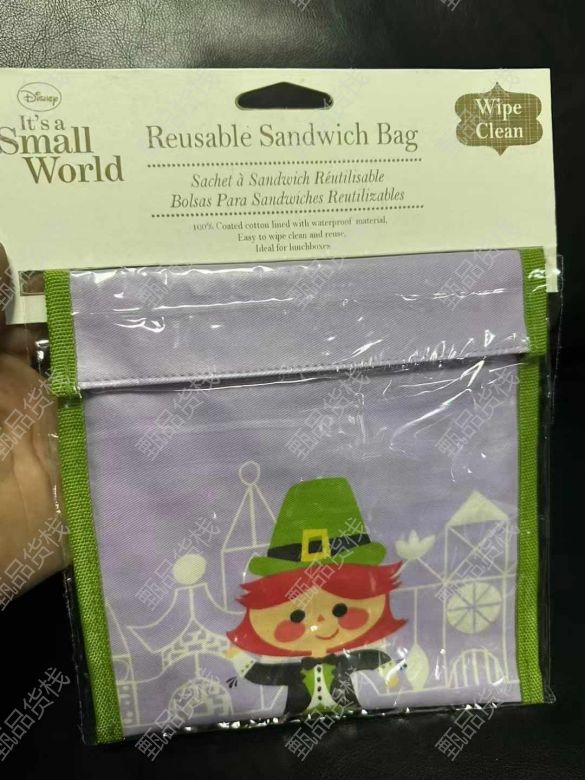 Disney
It's a
Small
World
Reusable Sandwich Bag
Wipe
Clean
Sachet à Sandwich Réutilisable
Bolsas Para Sandwiches Reutilizables
100% Coated cotton lined with waterproof material,
Easy to wipe clean and reuse,
Ideal for lunchboxes
甄品货栈